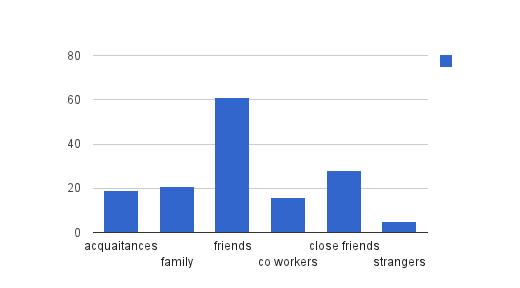 80
60
40
20
0
acquaitances
family
friends
co workers
close friends
strangers